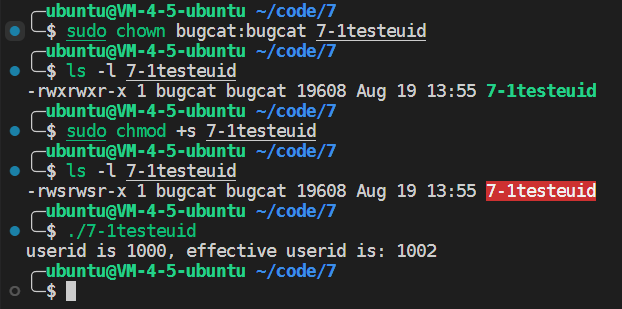 ubuntu@VM-4-5-ubuntu ~/code/7
$ sudo chown bugcat:bugcat 7-1testeuid
ubuntu@VM-4-5-ubuntu ~/code/7
$ ls -l 7-1testeuid
-rwxrwxr-x 1 bugcat bugcat 19608 Aug 19 13:55 7-1testeuid
ubuntu@VM-4-5-ubuntu ~/code/7
$ sudo chmod +s 7-1testeuid
ubuntu@VM-4-5-ubuntu ~/code/7
$ ls -l 7-1testeuid
-rwsrwsr-x 1 bugcat bugcat 19608 Aug 19 13:55 7-1testeuid
ubuntu@VM-4-5-ubuntu ~/code/7
$ ./7-1testeuid
userid is 1000, effective userid is: 1002
ubuntu@VM-4-5-ubuntu ~/code/7
$